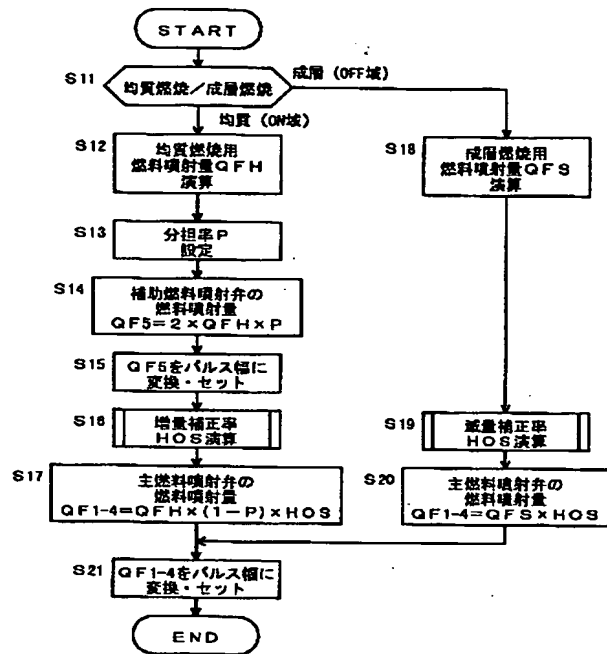 START
S11
均質燃焼/成層燃焼
成層 (OFF域)
均質 (ON域)
S12
均質燃焼用
燃料噴射量QFH
演算
S18
成層燃焼用
燃料噴射量QFS
演算
S13
分担率P
設定
S14
補助燃料噴射弁の
燃料噴射量
QF5=2×QFH×P
S15
QF5をパルス幅に
変換・セット
S16
増量補正率
HOS演算
S19
減量補正率
HOS演算
S17
主燃料噴射弁の
燃料噴射量
QF1-4=QFH×(1-P)×HOS
S20
主燃料噴射弁の
燃料噴射量
QF1-4=QFS×HOS
S21
QF1-4をパルス幅に
変換・セット
END